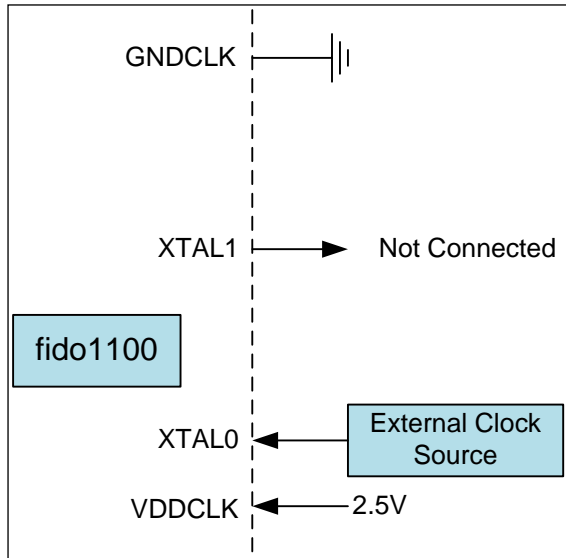 GNDCLK
XTAL1
Not Connected
fido1100
XTAL0
External Clock
Source
VDDCLK
2.5V